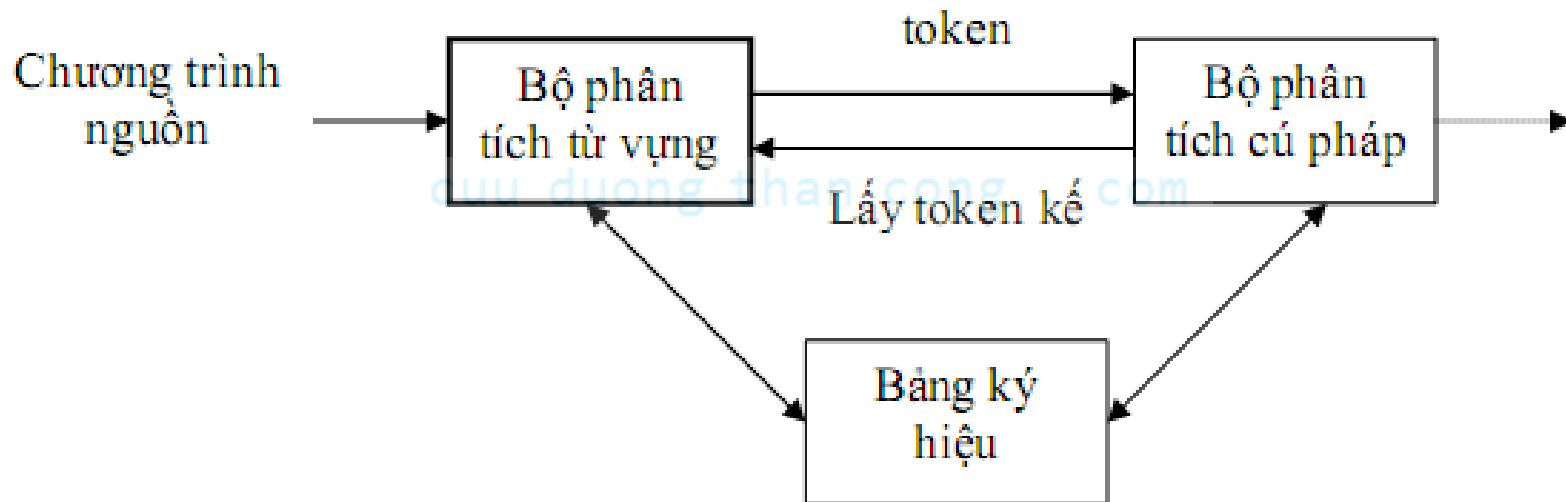 Chương trình
nguồn
Bộ phân
tích từ vựng
token
Lấy token kế
Bộ phân
tích cú pháp
Bảng ký
hiệu
cuu duong than cong . com